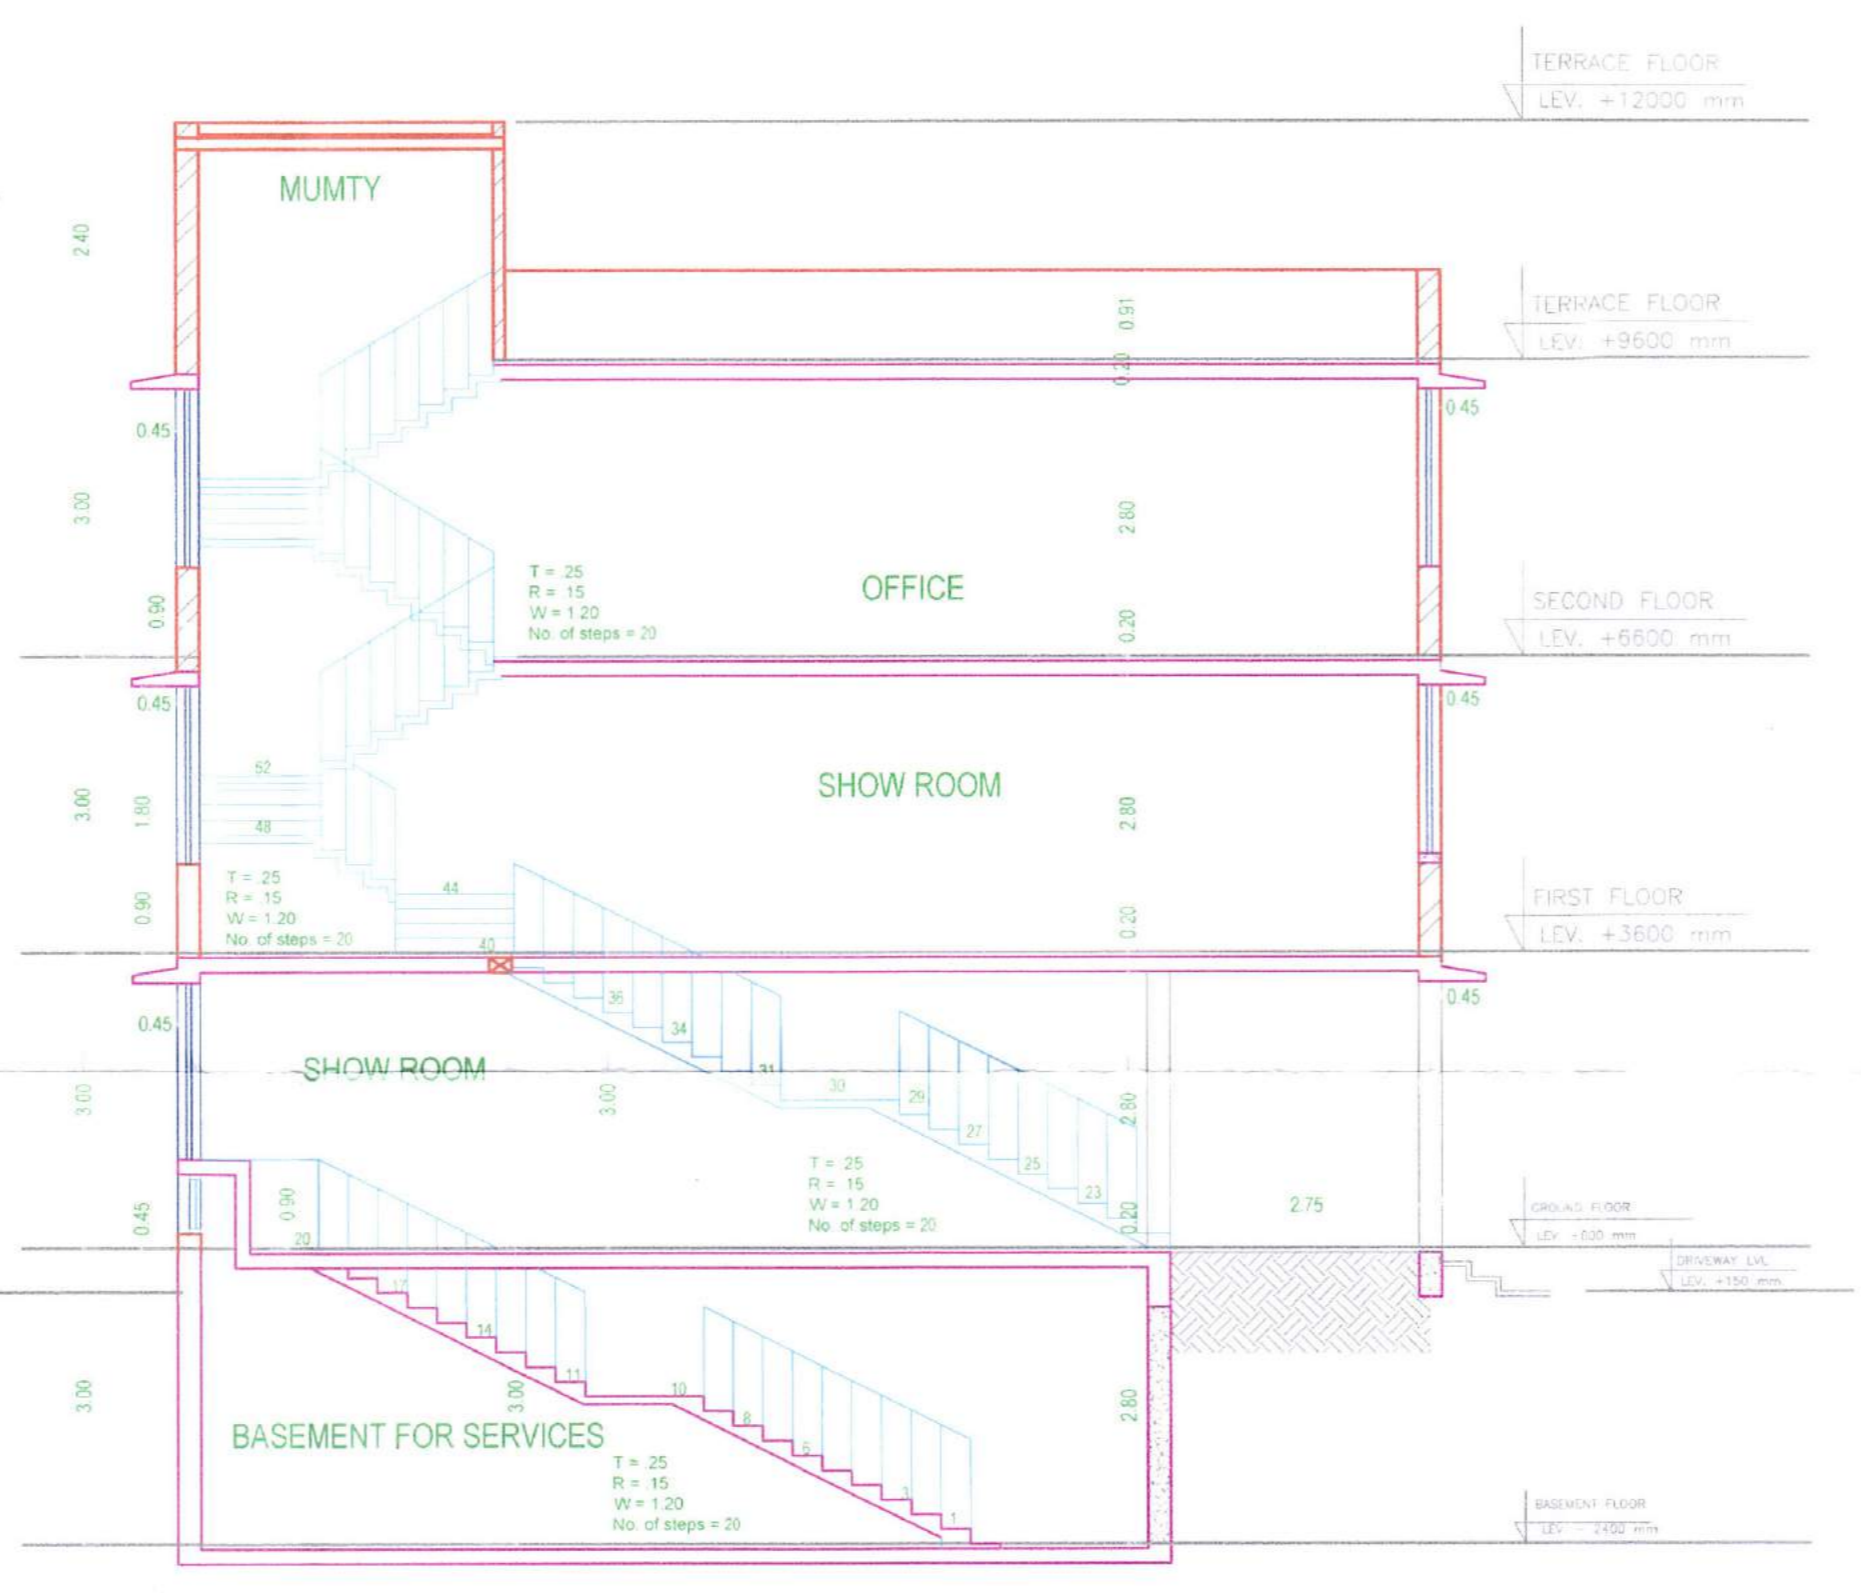 TERRACE FLOOR
LEV. +12000 mm
MUMTY
2.40
TERRACE FLOOR
LEV. +9600 mm
0.91
0.20
0.45
0.45
3.00
2.80
T = .25
R = .15
W = 1.20
No. of steps = 20
OFFICE
0.90
0.20
SECOND FLOOR
LEV. +6600 mm
0.45
0.45
52
48
SHOW ROOM
3.00
1.80
2.80
T = .25
R = .15
W = 1.20
No. of steps = 20
44
40
0.90
0.20
FIRST FLOOR
LEV. +3600 mm
0.45
0.45
36
34
31
30
29
27
25
23
SHOW ROOM
3.00
3.00
2.80
T = .25
R = .15
W = 1.20
No. of steps = 20
0.45
0.90
20
0.20
2.75
GROUND FLOOR
DRIVEWAY LVL
LEV. +150 mm
17
14
11
10
8
6
3
1
3.00
3.00
2.80
BASEMENT FOR SERVICES
T = .25
R = .15
W = 1.20
No. of steps = 20
BASEMENT FLOOR
LEV. - 2400 mm